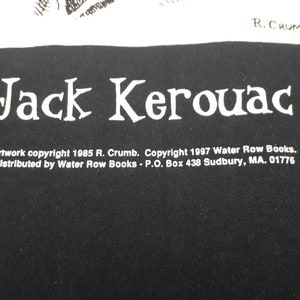 R. CRUM
Jack Kerouac
rtwork copyright 1985 R. Crumb. Copyright 1997 Water Row Books.
istributed by Water Row Books - P.O. Box 438 Sudbury, MA. 01776